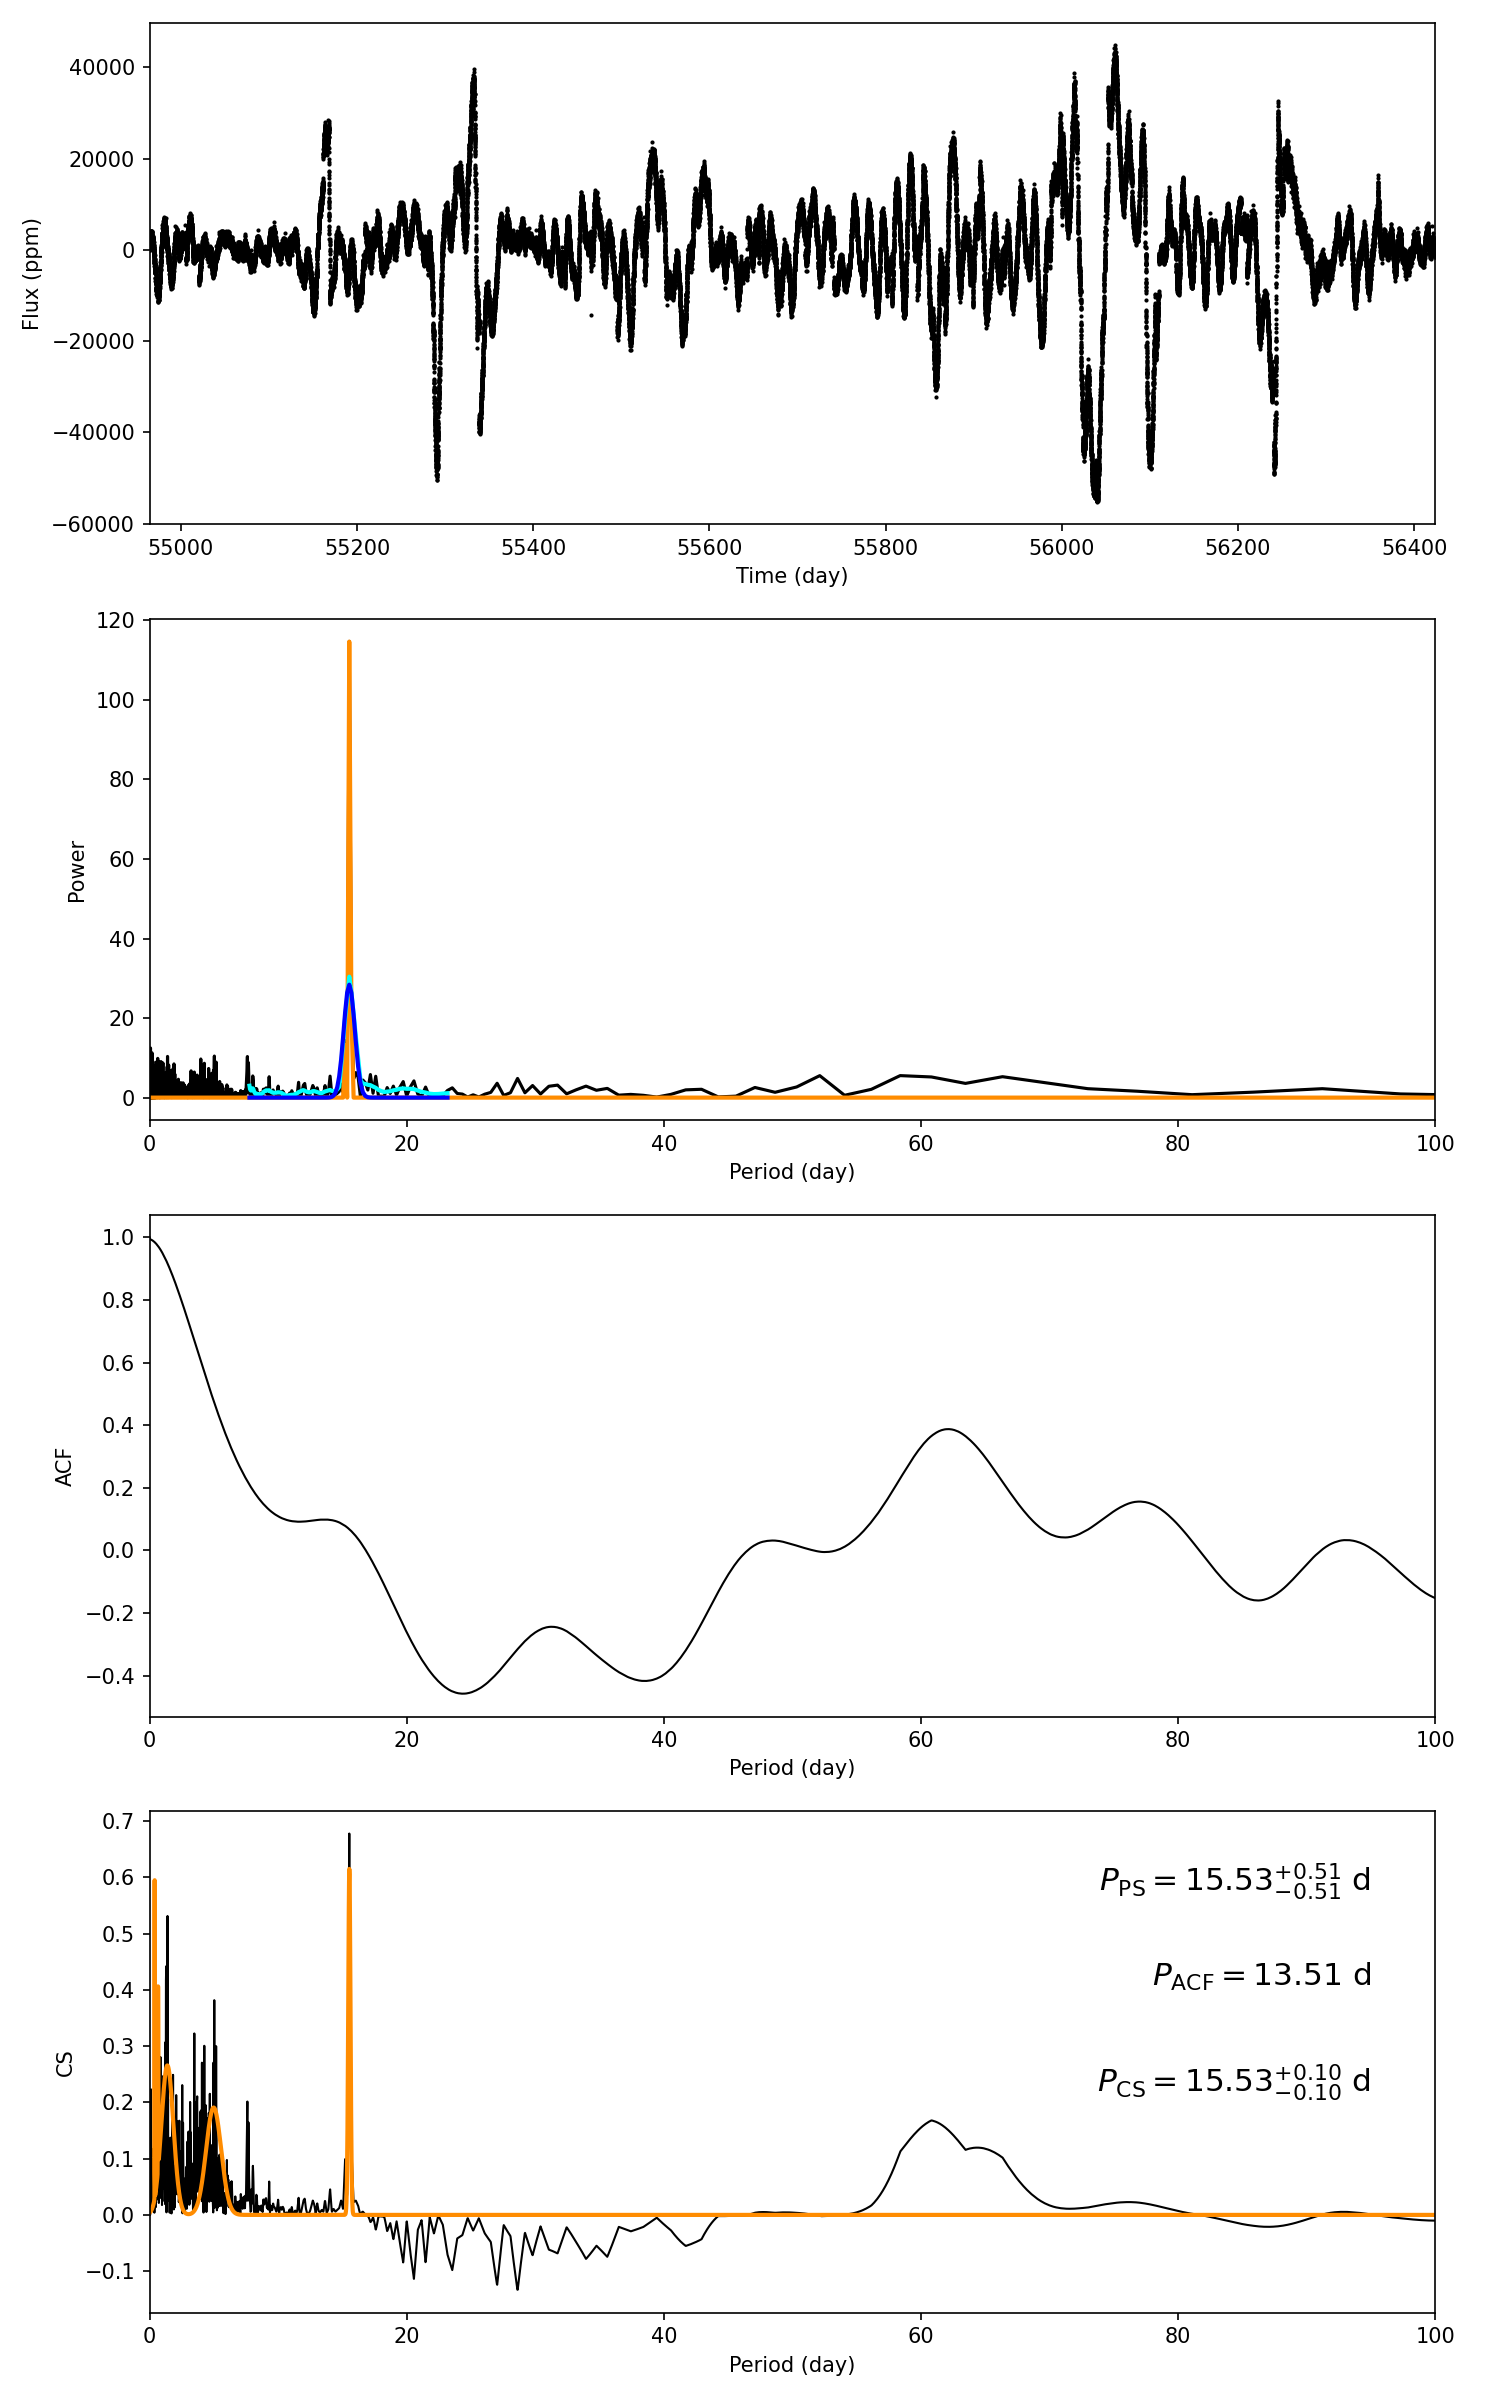 40000
20000
0
−20000
−40000
−60000
Flux (ppm)
55000 55200 55400 55600 55800 56000 56200 56400
Time (day)
120
100
80
60
40
20
0
Power
0 20 40 60 80 100
Period (day)
1.0
0.8
0.6
0.4
0.2
0.0
−0.2
−0.4
ACF
0 20 40 60 80 100
Period (day)
0.7
0.6
0.5
0.4
0.3
0.2
0.1
0.0
−0.1
CS
P_PS = 15.53^{+0.51}_{−0.51} d
P_ACF = 13.51 d
P_CS = 15.53^{+0.10}_{−0.10} d
0 20 40 60 80 100
Period (day)